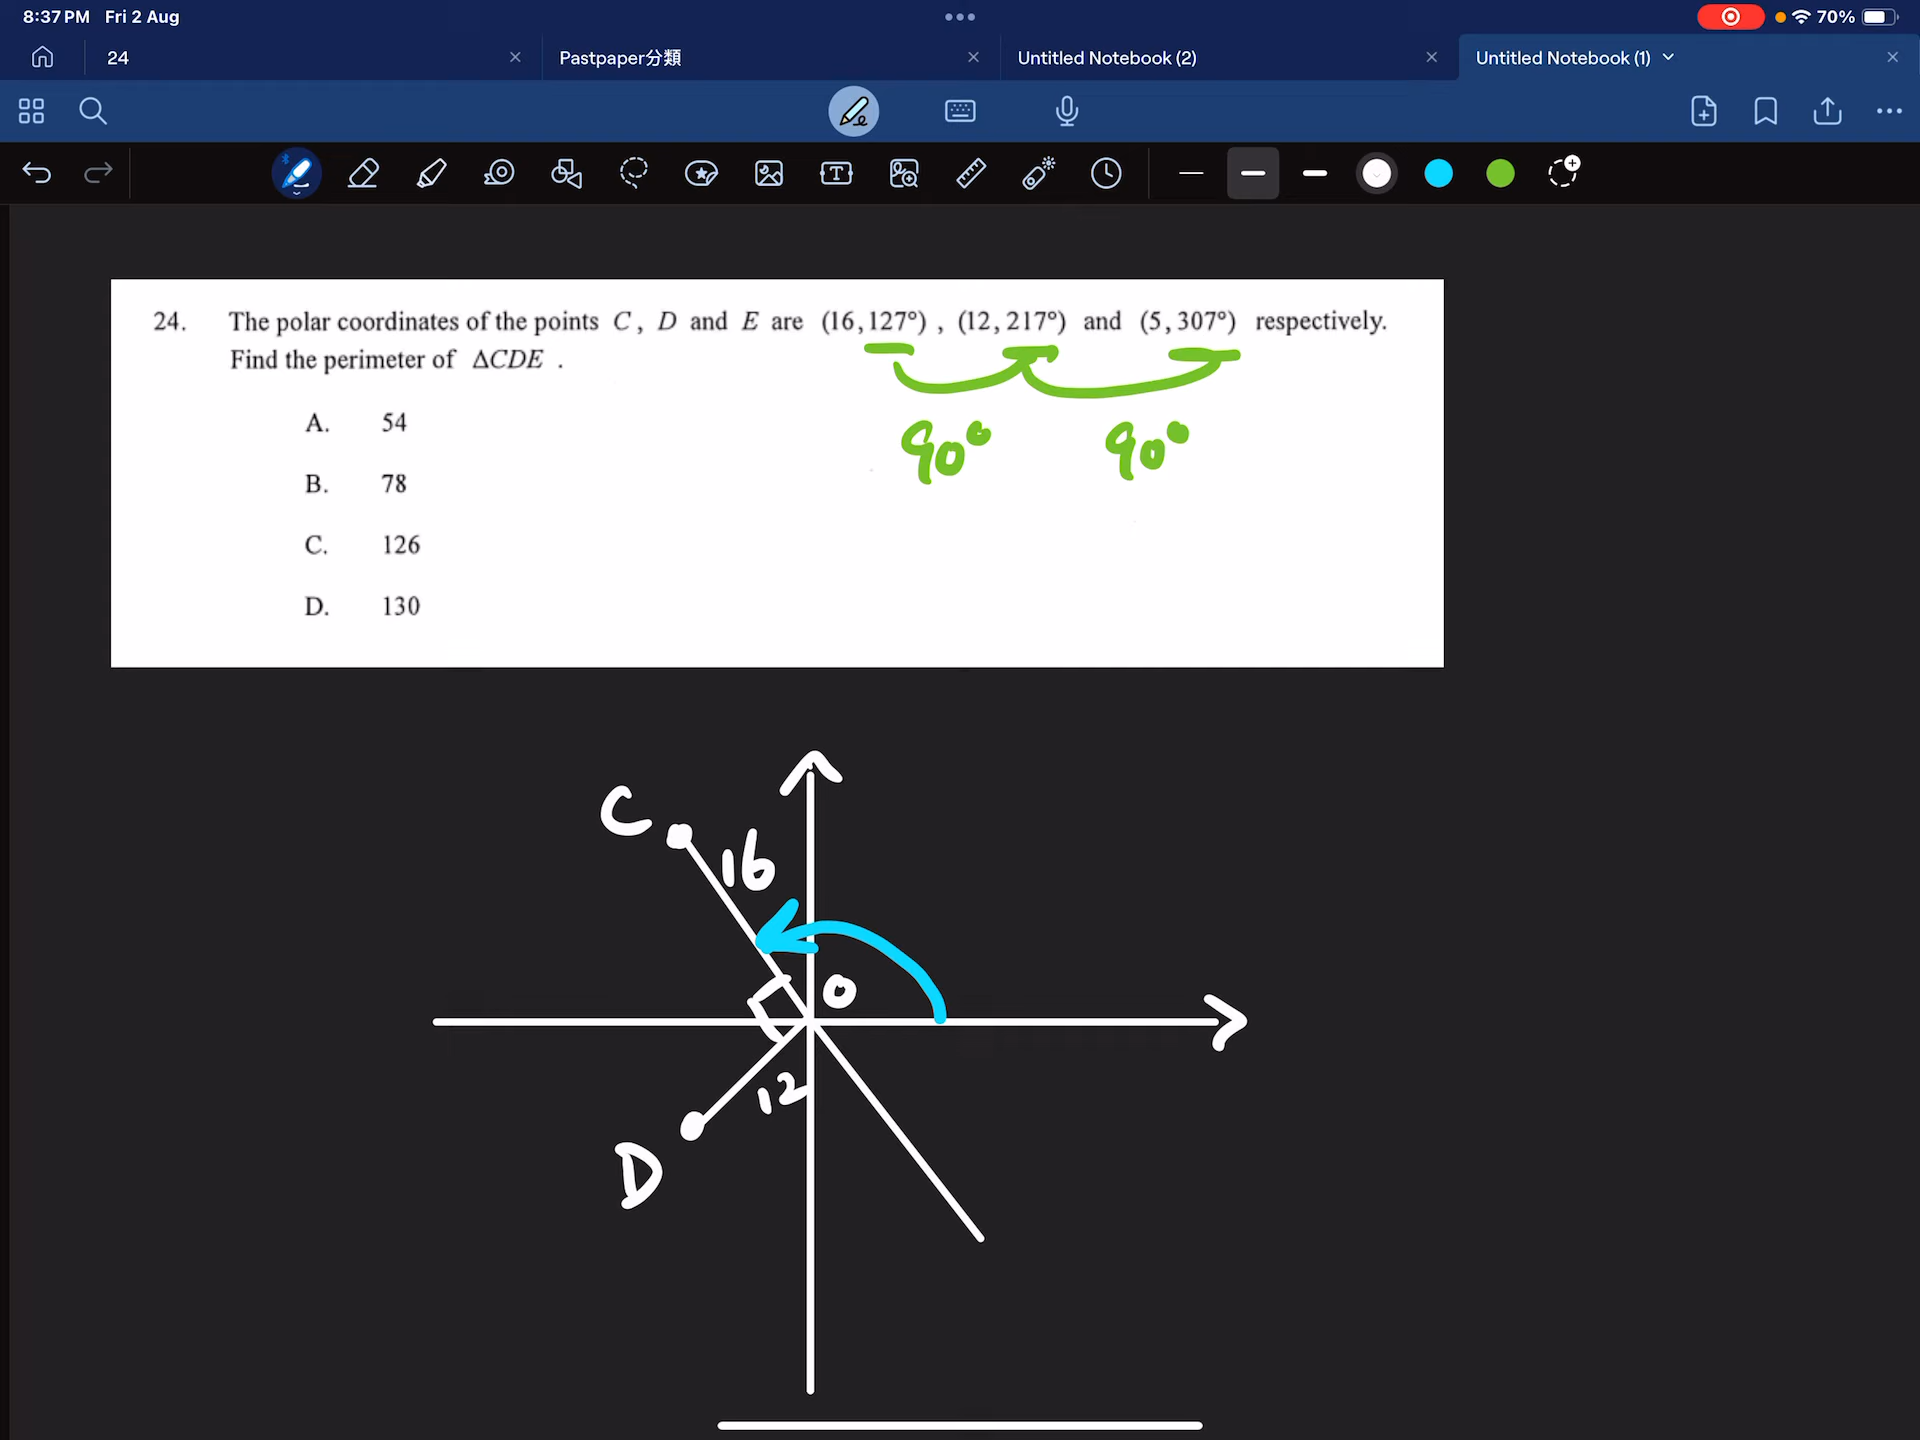 8:37 PM Fri 2 Aug
70%
24
Pastpaper分類
Untitled Notebook (2)
Untitled Notebook (1)
24. The polar coordinates of the points C, D and E are (16, 127°), (12, 217°) and (5, 307°) respectively.
Find the perimeter of ΔCDE .
90° 90°
A. 54
B. 78
C. 126
D. 130
C
16
O
12
D